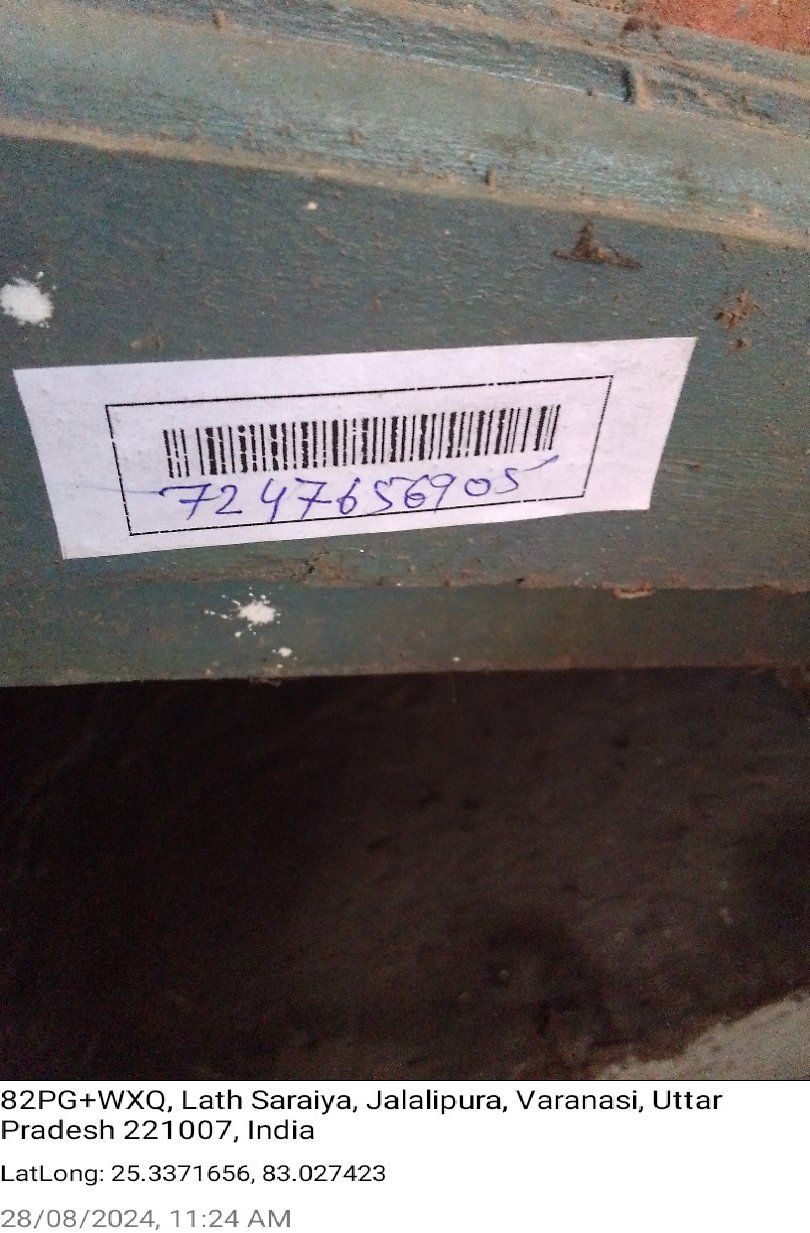 7247656905
82PG+WXQ, Lath Saraiya, Jalalipura, Varanasi, Uttar
Pradesh 221007, India
LatLong: 25.3371656, 83.027423
28/08/2024, 11:24 AM